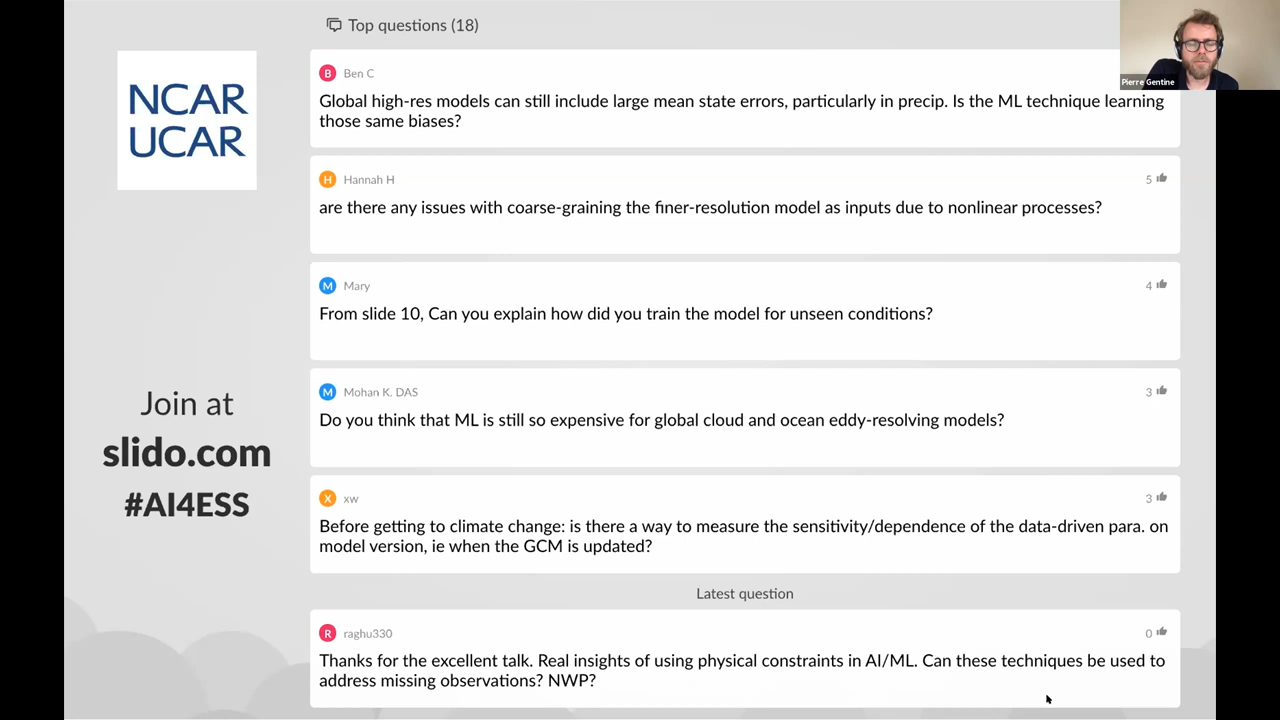 Top questions (18)
Pierre Gentine
NCAR
UCAR
B
Ben C
Global high-res models can still include large mean state errors, particularly in precip. Is the ML technique learning
those same biases?
H
Hannah H
5
are there any issues with coarse-graining the finer-resolution model as inputs due to nonlinear processes?
M
Mary
4
From slide 10, Can you explain how did you train the model for unseen conditions?
M
Mohan K. DAS
3
Do you think that ML is still so expensive for global cloud and ocean eddy-resolving models?
Join at
slido.com
#AI4ESS
X
xw
3
Before getting to climate change: is there a way to measure the sensitivity/dependence of the data-driven para. on
model version, ie when the GCM is updated?
Latest question
R
raghu330
0
Thanks for the excellent talk. Real insights of using physical constraints in AI/ML. Can these techniques be used to
address missing observations? NWP?